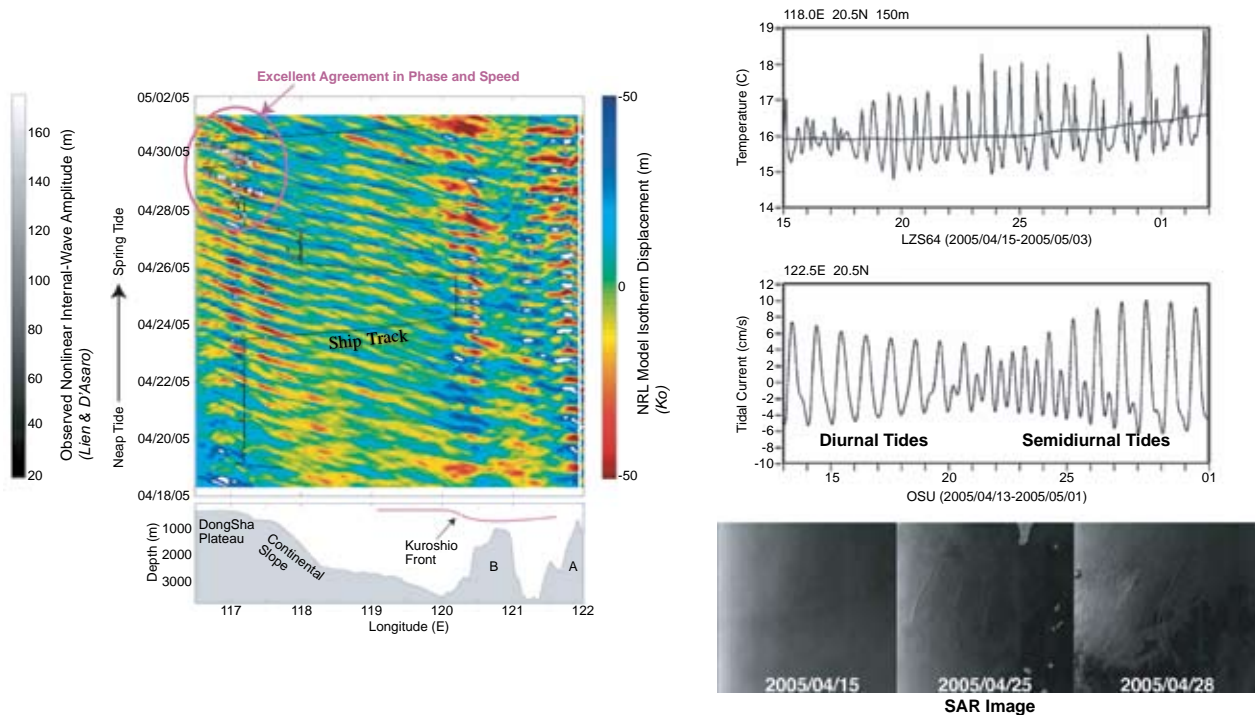 Excellent Agreement in Phase and Speed
Observed Nonlinear Internal-Wave Amplitude (m)
(Lien & D'Asaro)
160
140
120
100
80
60
40
20
Neap Tide
Spring Tide
05/02/05
04/30/05
04/28/05
04/26/05
04/24/05
04/22/05
04/20/05
04/18/05
Ship Track
-50
0
-50
NRL Model Isotherm Displacement (m)
(Ko)
Depth (m)
1000
2000
3000
DongSha
Plateau
Continental
Slope
Kuroshio
Front
B
A
117 118 119 120 121 122
Longitude (E)
118.0E 20.5N 150m
Temperature (C)
19
18
17
16
15
14
15 20 25 01
LZS64 (2005/04/15-2005/05/03)
122.5E 20.5N
Tidal Current (cm/s)
12
10
8
6
4
2
0
-2
-4
-6
-8
-10
Diurnal Tides
Semidiurnal Tides
15 20 25 01
OSU (2005/04/13-2005/05/01)
2005/04/15 2005/04/25 2005/04/28
SAR Image